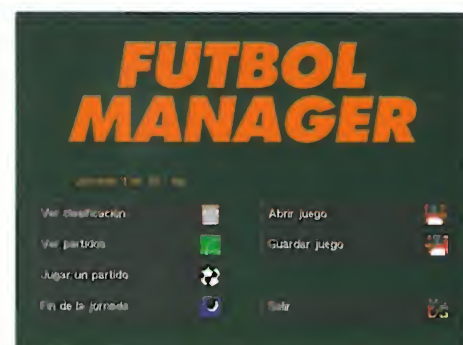 FUTBOL
MANAGER
Ver clasificación
Ver partidos
Jugar un partido
Fin de la jornada
Abrir juego
Guardar juego
Salir